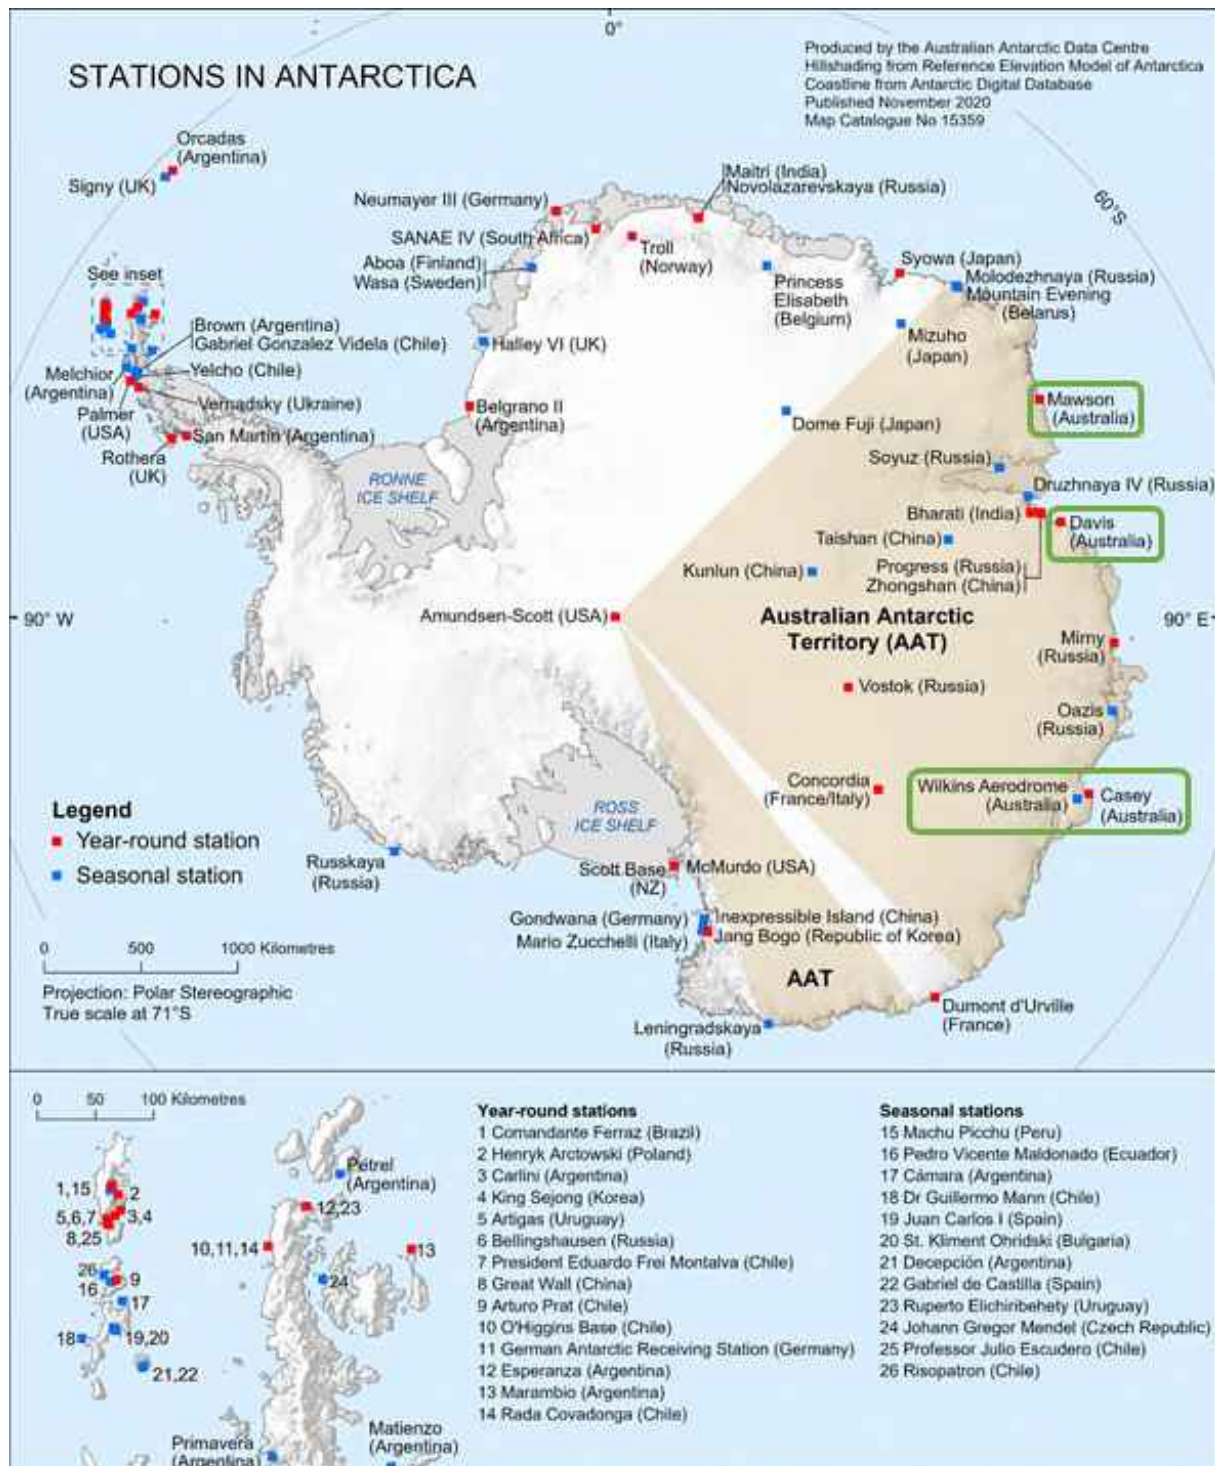 0°
Produced by the Australian Antarctic Data Centre
Hillshading from Reference Elevation Model of Antarctica
Coastline from Antarctic Digital Database
Published November 2020
Map Catalogue No 15359
STATIONS IN ANTARCTICA
Orcadas
(Argentina)
Signy (UK)
Maitri (India)
Novolazarevskaya (Russia)
Neumayer III (Germany)
60°S
SANAE IV (South Africa)
Troll
(Norway)
Aboa (Finland)
Wasa (Sweden)
See inset
Princess
Elisabeth
(Belgium)
Syowa (Japan)
Molodezhnaya (Russia)
Mountain Evening
(Belarus)
Brown (Argentina)
Gabriel Gonzalez Videla (Chile)
Halley VI (UK)
Mizuho
(Japan)
Melchior
(Argentina)
Yelcho (Chile)
Palmer
(USA)
Vernadsky (Ukraine)
Belgrano II
(Argentina)
Dome Fuji (Japan)
Mawson
(Australia)
San Martin (Argentina)
Rothera
(UK)
RONNE
ICE SHELF
Soyuz (Russia)
Druzhnaya IV (Russia)
Bharati (India)
Davis
(Australia)
Taishan (China)
Kunlun (China)
Progress (Russia)
Zhongshan (China)
90° W
Amundsen-Scott (USA)
Australian Antarctic
Territory (AAT)
90° E
Mirny
(Russia)
Vostok (Russia)
Oazis
(Russia)
Concordia
(France/Italy)
Wilkins Aerodrome
(Australia)
Casey
(Australia)
Legend
Year-round station
Seasonal station
ROSS
ICE SHELF
Russkaya
(Russia)
Scott Base
(NZ)
McMurdo (USA)
Gondwana (Germany)
Inexpressible Island (China)
Mario Zucchelli (Italy)
Jang Bogo (Republic of Korea)
0 500 1000 Kilometres
Projection: Polar Stereographic
True scale at 71°S
AAT
Dumont d'Urville
(France)
Leningradskaya
(Russia)
0 50 100 Kilometres
1,15
2
5,6,7
3,4
8,25
26
16
9
17
18
19,20
21,22
Petrel
(Argentina)
12,23
10,11,14
13
24
Primavera
(Argentina)
Matienzo
(Argentina)
Year-round stations
1 Comandante Ferraz (Brazil)
2 Henryk Arctowski (Poland)
3 Carlini (Argentina)
4 King Sejong (Korea)
5 Artigas (Uruguay)
6 Bellingshausen (Russia)
7 President Eduardo Frei Montalva (Chile)
8 Great Wall (China)
9 Arturo Prat (Chile)
10 O'Higgins Base (Chile)
11 German Antarctic Receiving Station (Germany)
12 Esperanza (Argentina)
13 Marambio (Argentina)
14 Rada Covadonga (Chile)
Seasonal stations
15 Machu Picchu (Peru)
16 Pedro Vicente Maldonado (Ecuador)
17 Cámara (Argentina)
18 Dr Guillermo Mann (Chile)
19 Juan Carlos I (Spain)
20 St. Kliment Ohridski (Bulgaria)
21 Decepción (Argentina)
22 Gabriel de Castilla (Spain)
23 Ruperto Elichiribehety (Uruguay)
24 Johann Gregor Mendel (Czech Republic)
25 Professor Julio Escudero (Chile)
26 Risopatron (Chile)